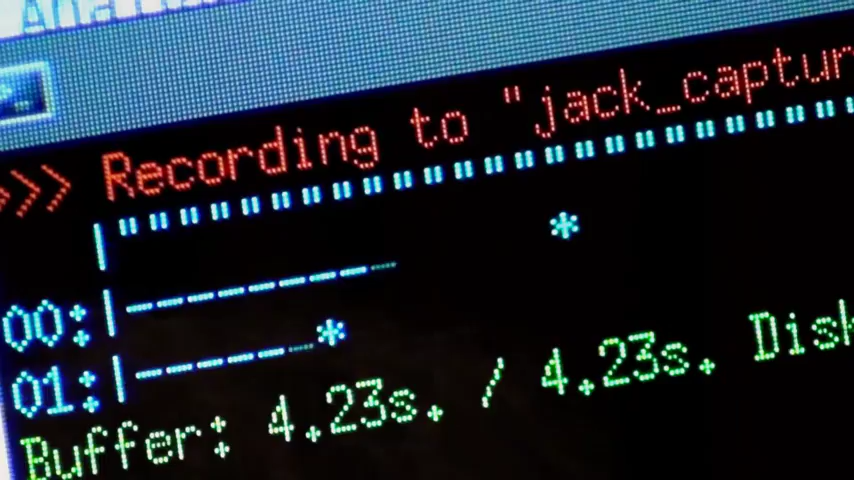 >>> Recording to "jack_captur
|""""""""""""""""""""""""
00:|--------- *
01:|------*
Buffer: 4.23s. / 4.23s. Disk